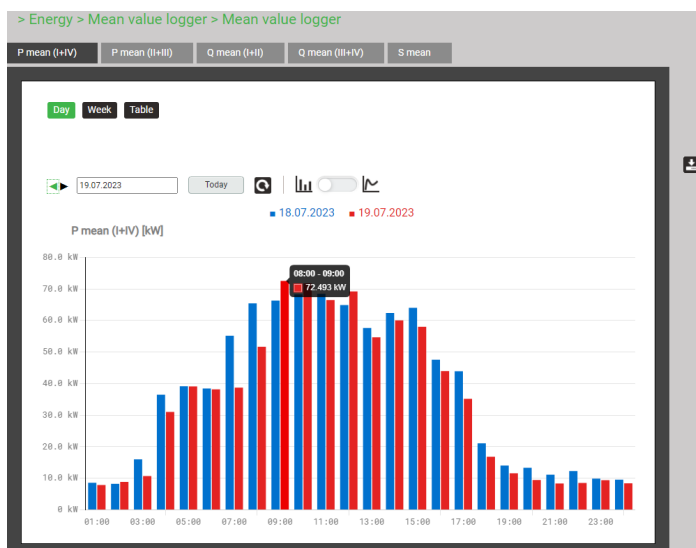 > Energy > Mean value logger > Mean value logger
P mean (I+IV) P mean (II+III) Q mean (I+II) Q mean (III+IV) S mean
Day Week Table
19.07.2023 Today
18.07.2023 19.07.2023
P mean (I+IV) [kW]
80.0 kW
08:00 - 09:00
72.493 kW
70.0 kW
60.0 kW
50.0 kW
40.0 kW
30.0 kW
20.0 kW
10.0 kW
0 kW
01:00 03:00 05:00 07:00 09:00 11:00 13:00 15:00 17:00 19:00 21:00 23:00